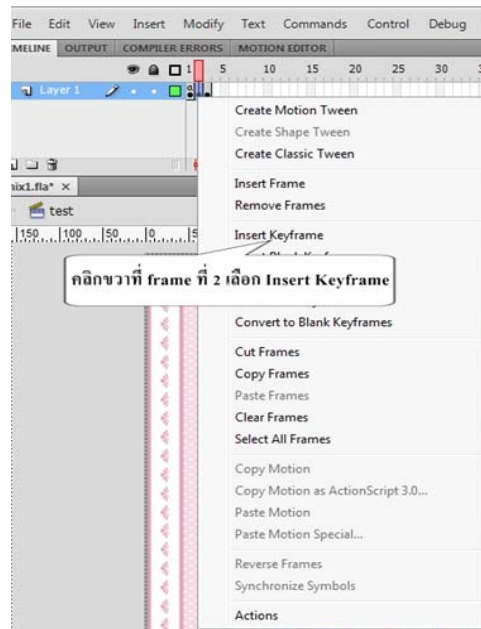 File Edit View Insert Modify Text Commands Control Debug
MELINE OUTPUT COMPILER ERRORS MOTION EDITOR
1 5 10 15 20 25 30
Layer 1
Create Motion Tween
Create Shape Tween
Create Classic Tween
Insert Frame
Remove Frames
nix1.fla* ×
test
150 100 50 0
Insert Keyframe
คลิกขวาที่ frame ที่ 2 เลือก Insert Keyframe
Convert to Blank Keyframes
Cut Frames
Copy Frames
Paste Frames
Clear Frames
Select All Frames
Copy Motion
Copy Motion as ActionScript 3.0...
Paste Motion
Paste Motion Special...
Reverse Frames
Synchronize Symbols
Actions